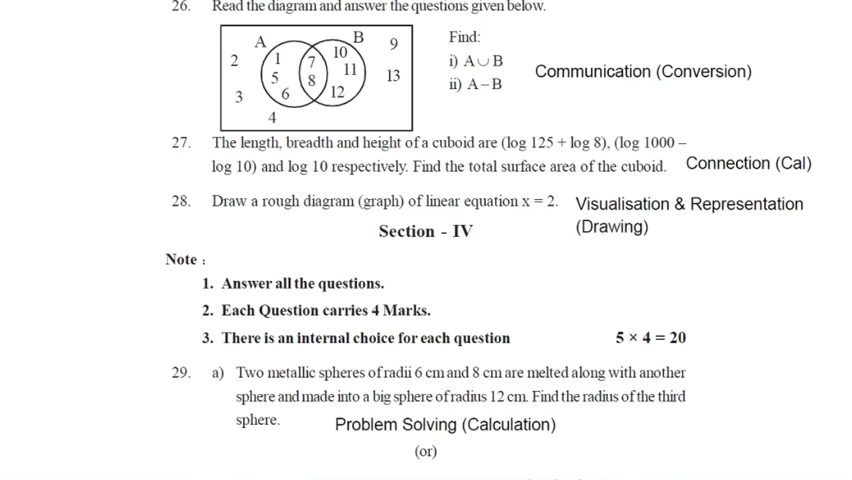 26. Read the diagram and answer the questions given below.
A B 9 Find:
2 1 7 10 i) A∪B
5 8 11 13 Communication (Conversion)
3 6 12 ii) A–B
4
27. The length, breadth and height of a cuboid are (log 125 + log 8), (log 1000 –
log 10) and log 10 respectively. Find the total surface area of the cuboid. Connection (Cal)
28. Draw a rough diagram (graph) of linear equation x = 2. Visualisation & Representation
(Drawing)
Section - IV
Note :
1. Answer all the questions.
2. Each Question carries 4 Marks.
3. There is an internal choice for each question 5 × 4 = 20
29. a) Two metallic spheres of radii 6 cm and 8 cm are melted along with another
sphere and made into a big sphere of radius 12 cm. Find the radius of the third
sphere. Problem Solving (Calculation)
(or)